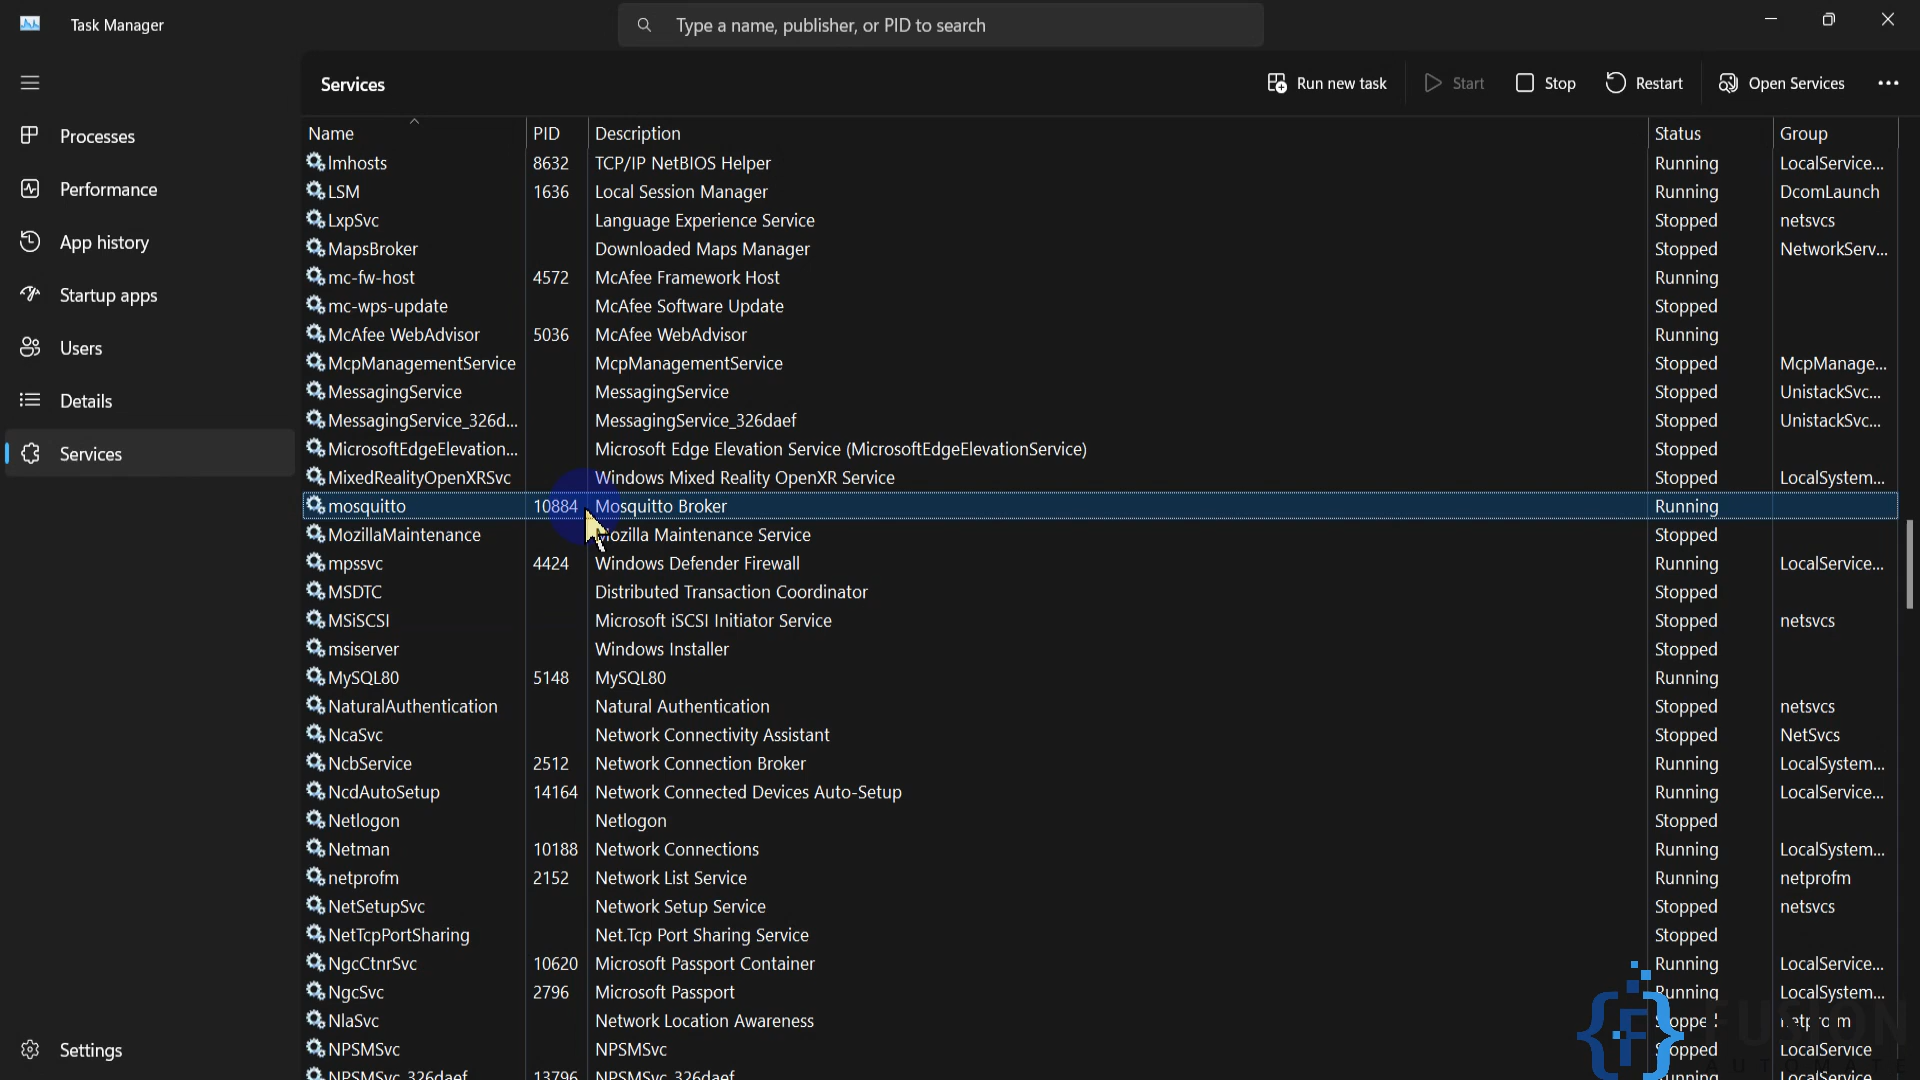 Task Manager
Type a name, publisher, or PID to search
Services Run new task Start Stop Restart Open Services
Processes
Performance
App history
Startup apps
Users
Details
Services
Settings
Name PID Description Status Group
lmhosts 8632 TCP/IP NetBIOS Helper Running LocalService...
LSM 1636 Local Session Manager Running DcomLaunch
LxpSvc Language Experience Service Stopped netsvcs
MapsBroker Downloaded Maps Manager Stopped NetworkServ...
mc-fw-host 4572 McAfee Framework Host Running
mc-wps-update McAfee Software Update Stopped
McAfee WebAdvisor 5036 McAfee WebAdvisor Running
McpManagementService McpManagementService Stopped McpManage...
MessagingService MessagingService Stopped UnistackSvc...
MessagingService_326d... MessagingService_326daef Stopped UnistackSvc...
MicrosoftEdgeElevation... Microsoft Edge Elevation Service (MicrosoftEdgeElevationService) Stopped
MixedRealityOpenXRSvc Windows Mixed Reality OpenXR Service Stopped LocalSystem...
mosquitto 10884 Mosquitto Broker Running
MozillaMaintenance Mozilla Maintenance Service Stopped
mpssvc 4424 Windows Defender Firewall Running LocalService...
MSDTC Distributed Transaction Coordinator Stopped
MSiSCSI Microsoft iSCSI Initiator Service Stopped netsvcs
msiserver Windows Installer Stopped
MySQL80 5148 MySQL80 Running
NaturalAuthentication Natural Authentication Stopped netsvcs
NcaSvc Network Connectivity Assistant Stopped NetSvcs
NcbService 2512 Network Connection Broker Running LocalSystem...
NcdAutoSetup 14164 Network Connected Devices Auto-Setup Running LocalService...
Netlogon Netlogon Stopped
Netman 10188 Network Connections Running LocalSystem...
netprofm 2152 Network List Service Running netprofm
NetSetupSvc Network Setup Service Stopped netsvcs
NetTcpPortSharing Net.Tcp Port Sharing Service Stopped
NgcCtnrSvc 10620 Microsoft Passport Container Running LocalService...
NgcSvc 2796 Microsoft Passport Running LocalSystem...
NlaSvc Network Location Awareness Stopped netprofm
NPSMSvc NPSMSvc Stopped LocalService
NPSMSvc_326daef 13796 NPSMSvc_326daef Running LocalService
FUSION